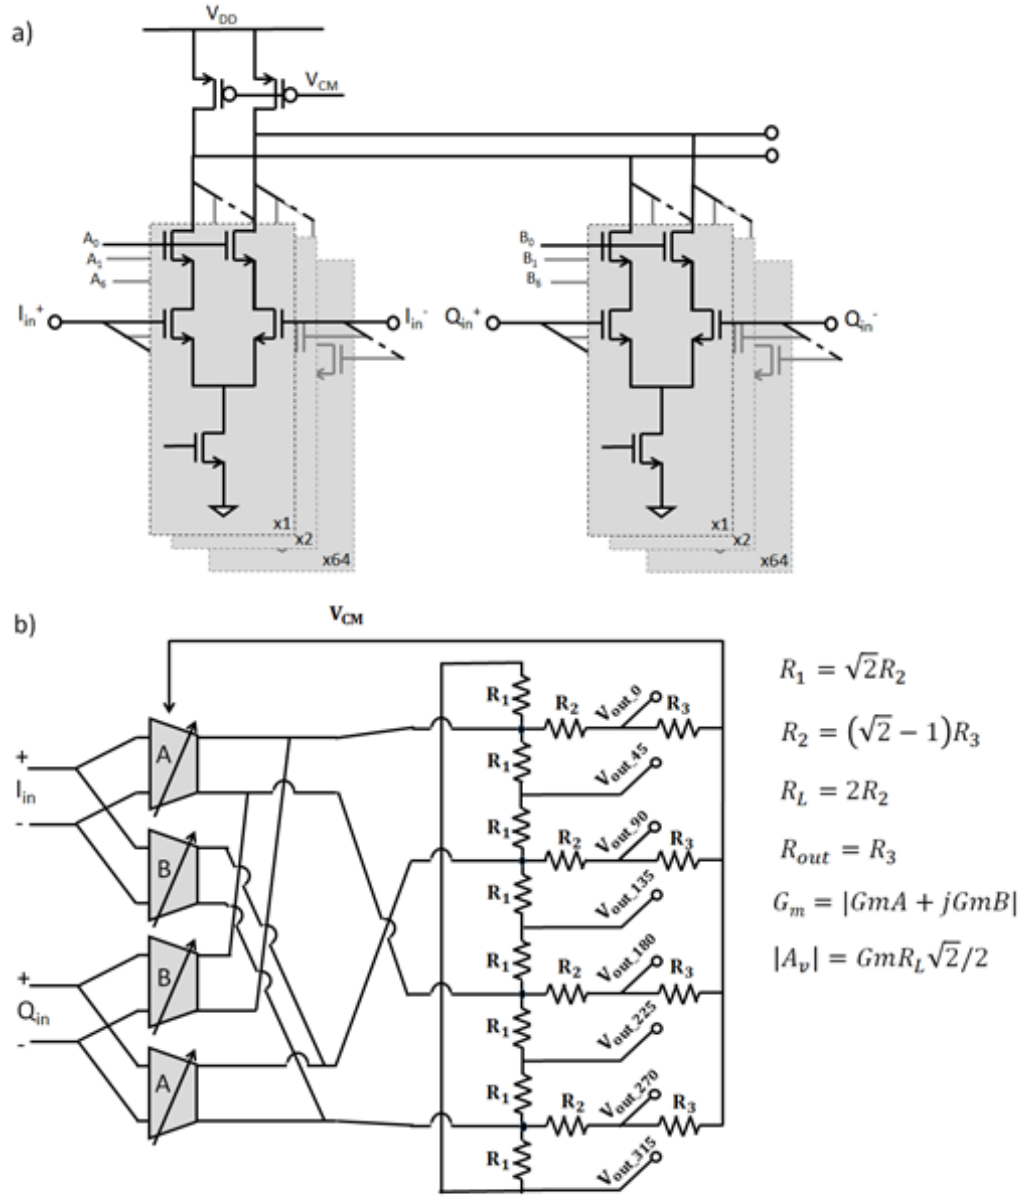 a)
V_DD
V_CM
A_0
A_1
A_6
I_in^+
I_in^-
x1
x2
x64
B_0
B_1
B_6
Q_in^+
Q_in^-
x1
x2
x64
b)
V_CM
+
I_in
-
A
B
+
Q_in
-
B
A
R_1
R_2
V_out_0
R_3
R_1
V_out_45
R_1
R_2
V_out_90
R_3
R_1
V_out_135
R_1
R_2
V_out_180
R_3
R_1
V_out_225
R_1
R_2
V_out_270
R_3
R_1
V_out_315
R_1 = √2R_2
R_2 = (√2 − 1)R_3
R_L = 2R_2
R_out = R_3
G_m = |GmA + jGmB|
|A_v| = GmR_L√2/2